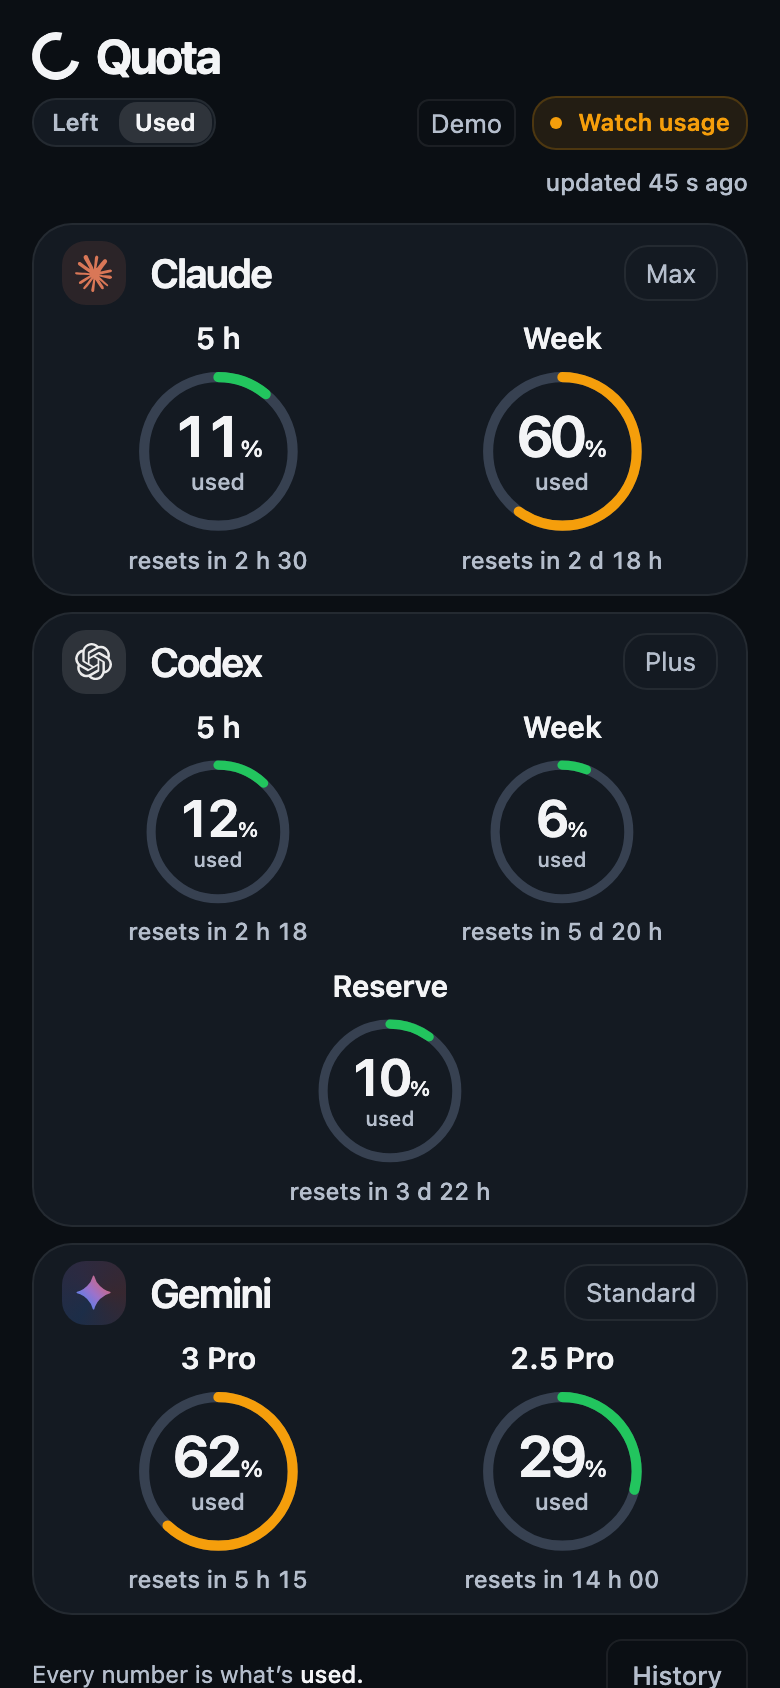 Quota
Left Used Demo Watch usage
updated 45 s ago
Claude Max
5 h Week
11% 60%
used used
resets in 2 h 30 resets in 2 d 18 h
Codex Plus
5 h Week
12% 6%
used used
resets in 2 h 18 resets in 5 d 20 h
Reserve
10%
used
resets in 3 d 22 h
Gemini Standard
3 Pro 2.5 Pro
62% 29%
used used
resets in 5 h 15 resets in 14 h 00
Every number is what’s used. History